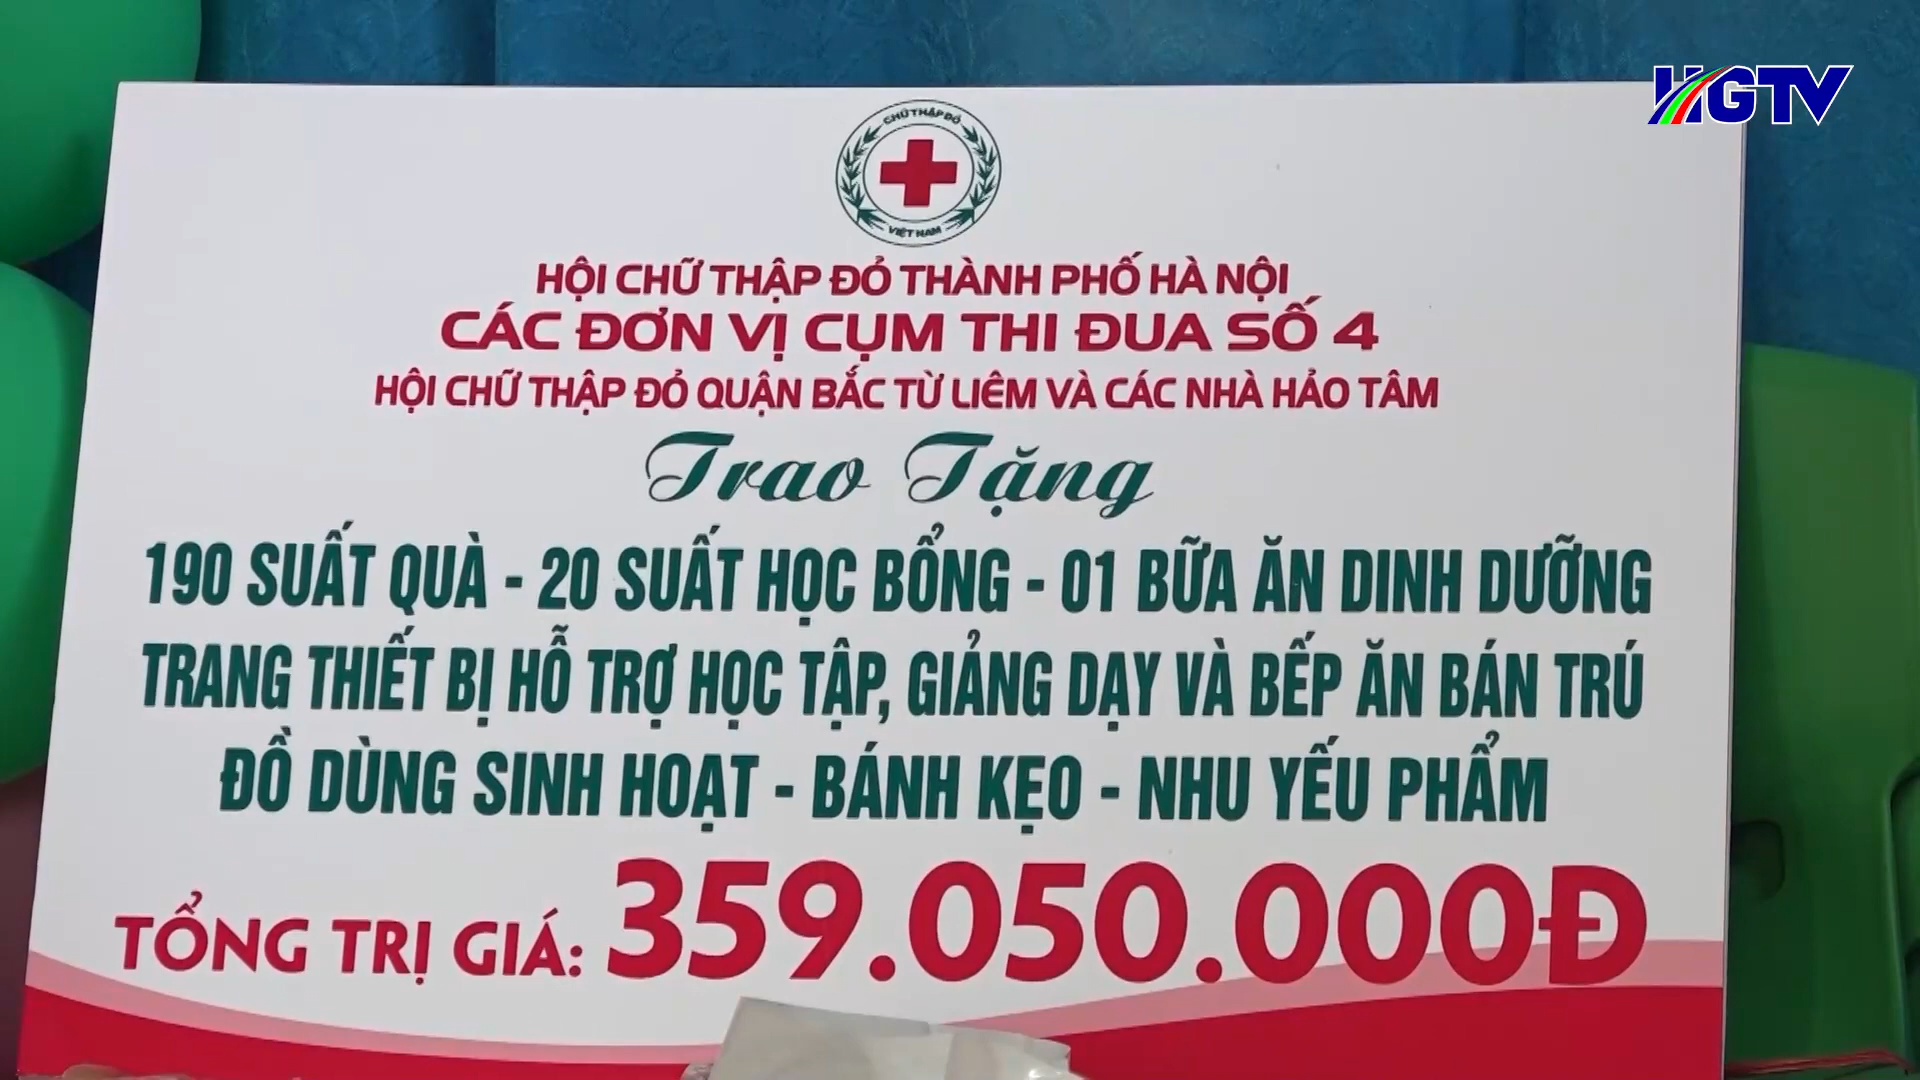 HGTV
CHỮ THẬP ĐỎ
VIỆT NAM
HỘI CHỮ THẬP ĐỎ THÀNH PHỐ HÀ NỘI
CÁC ĐƠN VỊ CỤM THI ĐUA SỐ 4
HỘI CHỮ THẬP ĐỎ QUẬN BẮC TỪ LIÊM VÀ CÁC NHÀ HẢO TÂM
Trao Tặng
190 SUẤT QUÀ - 20 SUẤT HỌC BỔNG - 01 BỮA ĂN DINH DƯỠNG
TRANG THIẾT BỊ HỖ TRỢ HỌC TẬP, GIẢNG DẠY VÀ BẾP ĂN BÁN TRÚ
ĐỒ DÙNG SINH HOẠT - BÁNH KẸO - NHU YẾU PHẨM
TỔNG TRỊ GIÁ: 359.050.000Đ